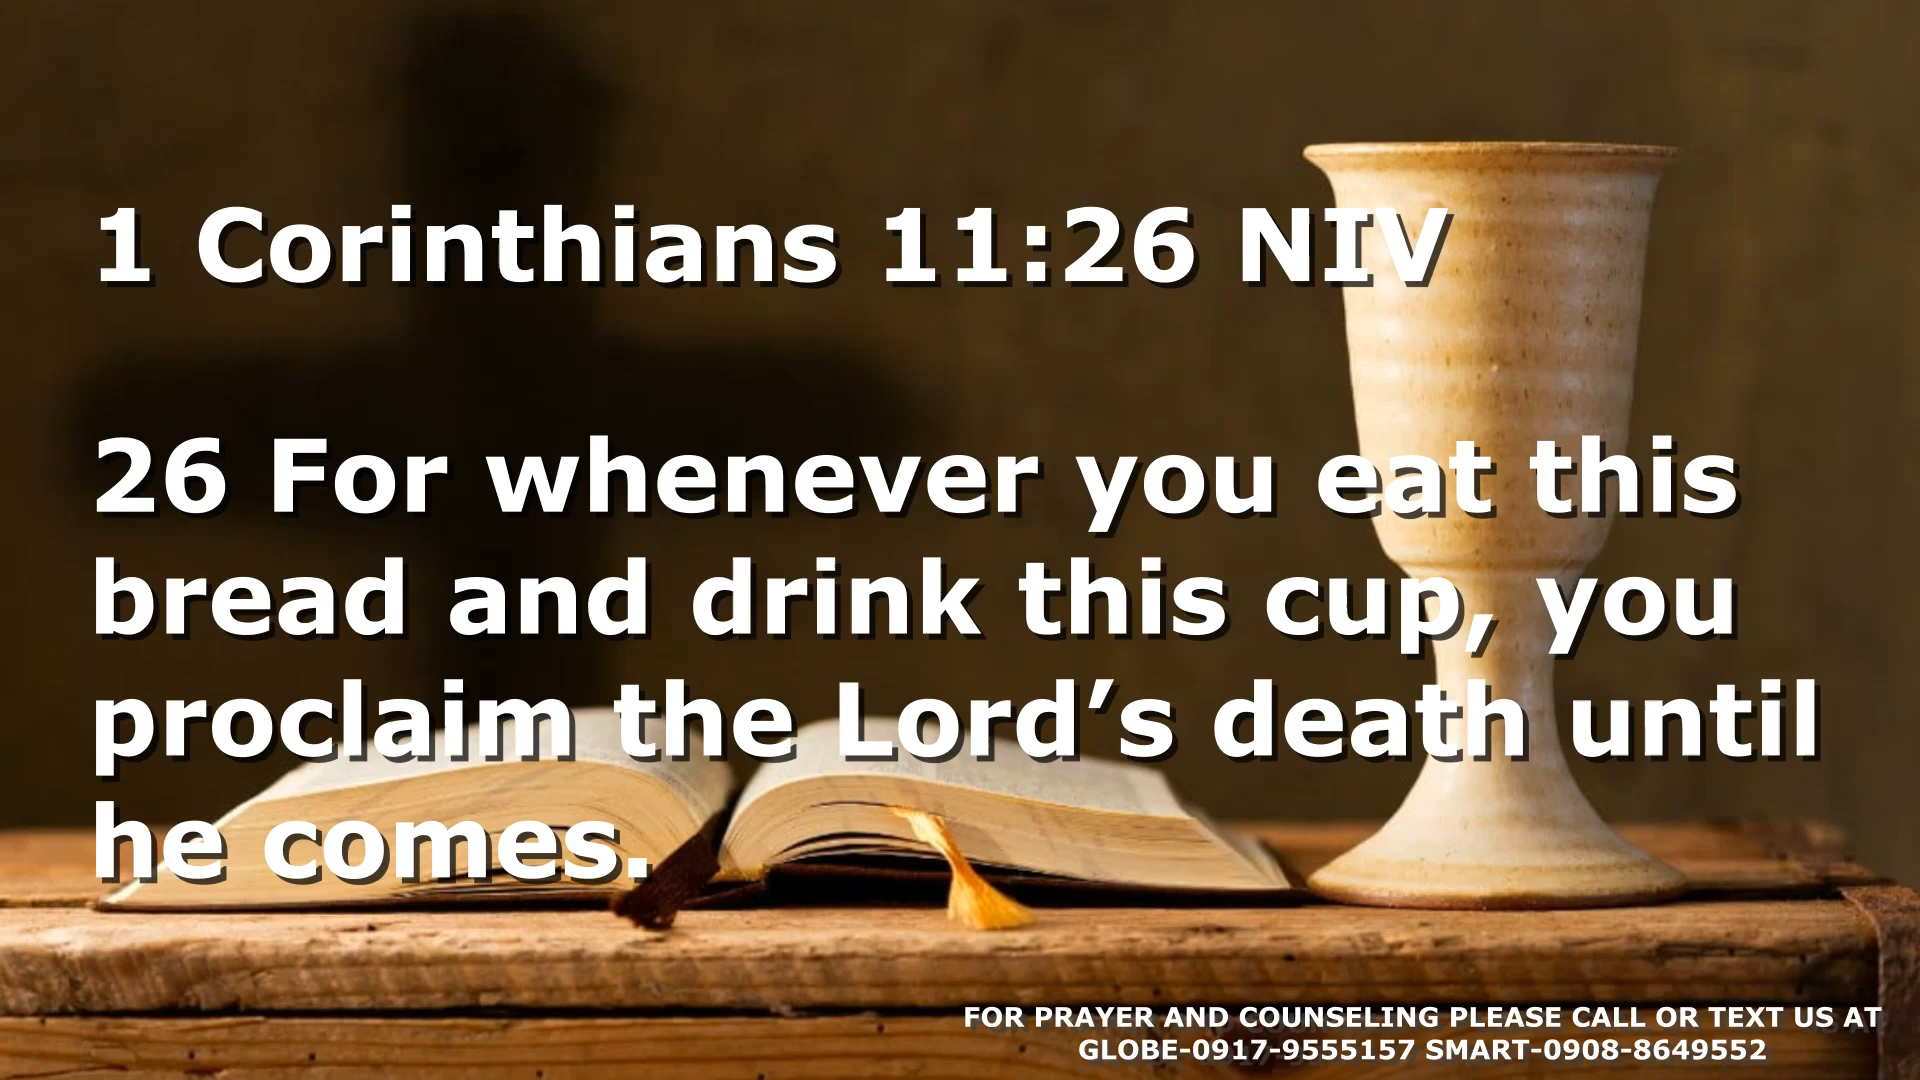 1 Corinthians 11:26 NIV
26 For whenever you eat this
bread and drink this cup, you
proclaim the Lord’s death until
he comes.
FOR PRAYER AND COUNSELING PLEASE CALL OR TEXT US AT
GLOBE-0917-9555157 SMART-0908-8649552